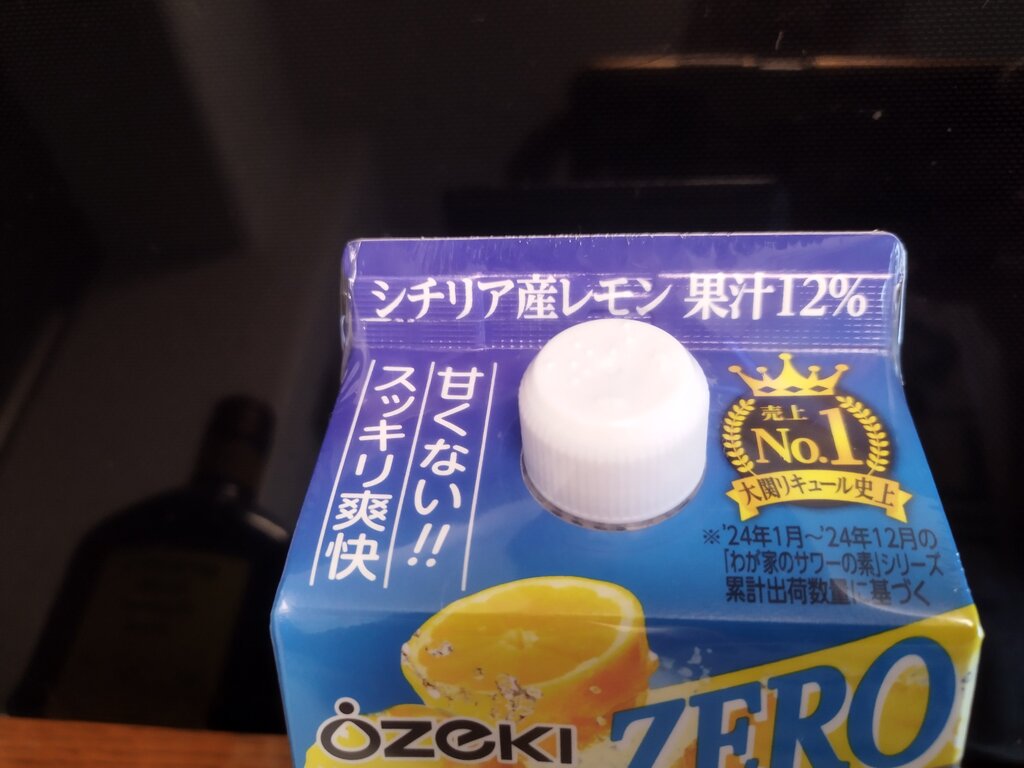 シチリア産レモン 果汁12%
甘くない!!
スッキリ爽快
売上
No.1
大関リキュール史上
※'24年1月〜'24年12月の
「わが家のサワーの素」シリーズ
累計出荷数量に基づく
OZEKI
ZERO